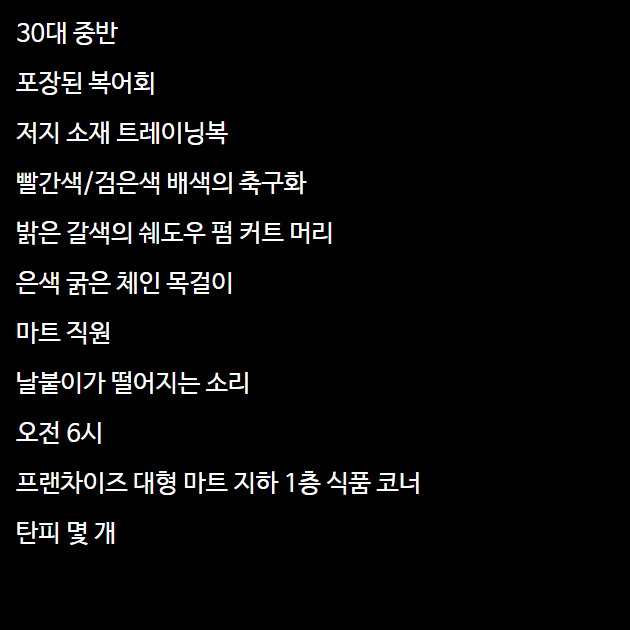 30대 중반
포장된 복어회
저지 소재 트레이닝복
빨간색/검은색 배색의 축구화
밝은 갈색의 쉐도우 펌 커트 머리
은색 굵은 체인 목걸이
마트 직원
날붙이가 떨어지는 소리
오전 6시
프랜차이즈 대형 마트 지하 1층 식품 코너
탄피 몇 개